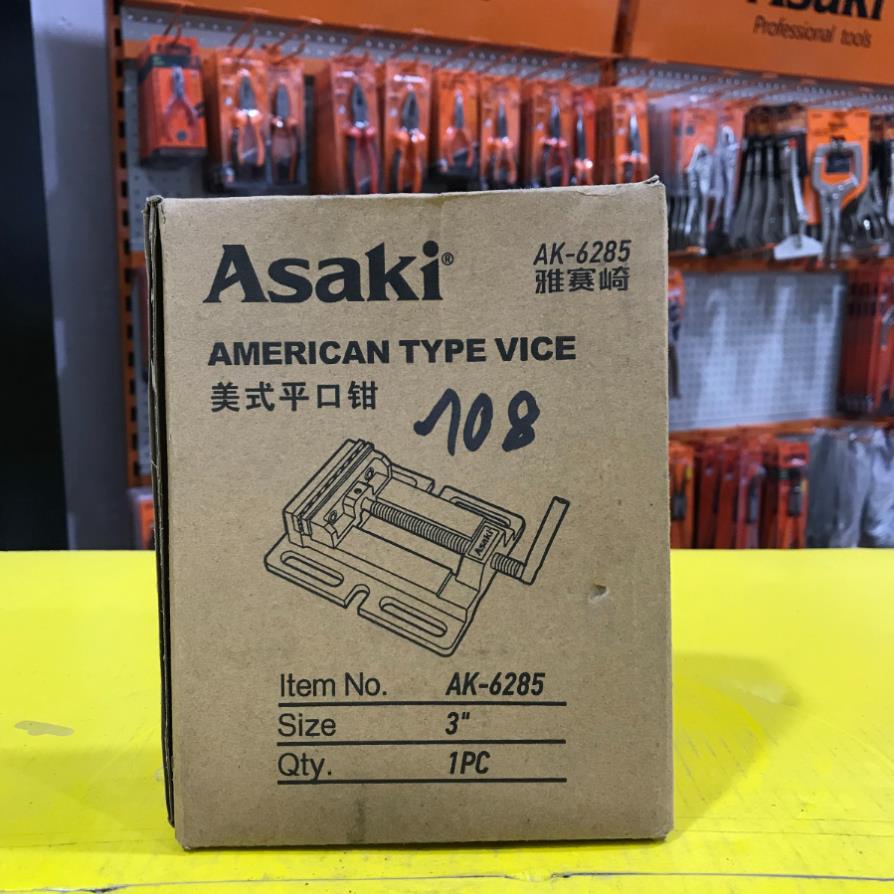 Asaki
Professional tools
Asaki®
AK-6285
雅赛崎
AMERICAN TYPE VICE
美式平口钳
108
Asaki
Item No. AK-6285
Size 3"
Qty. 1PC